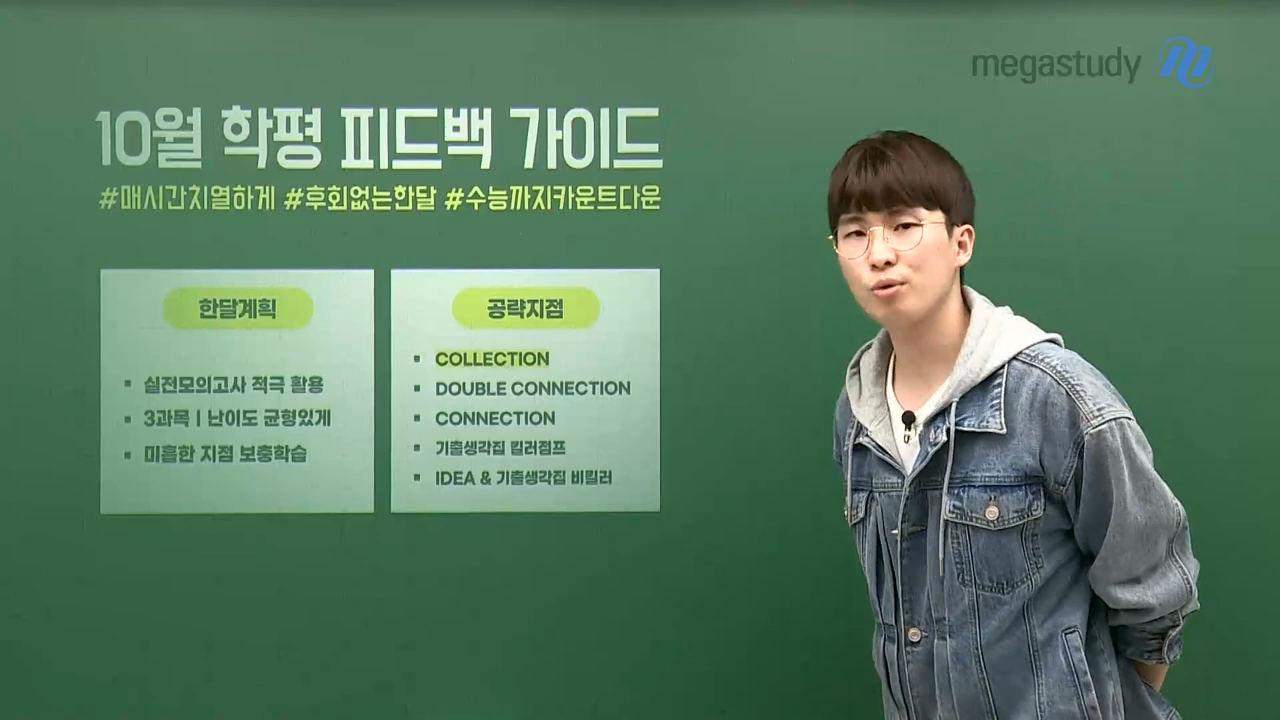 megastudy
10월 학평 피드백 가이드
#매시간치열하게 #후회없는한달 #수능까지카운트다운
한달계획
실전모의고사 적극 활용
3과목 | 난이도 균형있게
미흡한 지점 보충학습
공략지점
COLLECTION
DOUBLE CONNECTION
CONNECTION
기출생각집 킬러점프
IDEA & 기출생각집 비킬러